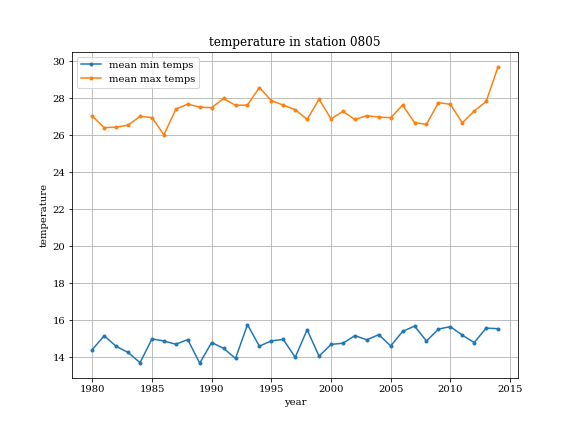 temperature in station 0805
mean min temps
mean max temps
30
28
26
24
22
20
18
16
14
temperature
1980 1985 1990 1995 2000 2005 2010 2015
year